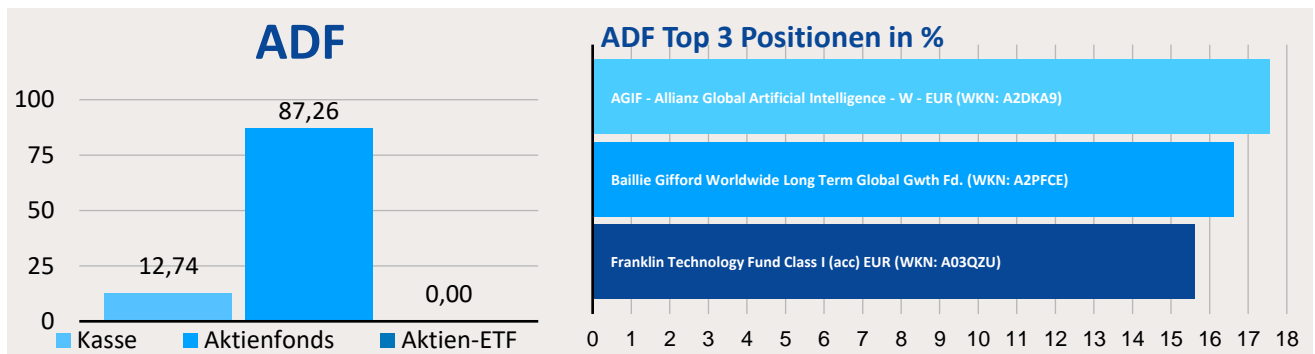 ADF
100
75
50
25
0
12,74
87,26
0,00
Kasse
Aktienfonds
Aktien-ETF
ADF Top 3 Positionen in %
AGIF - Allianz Global Artificial Intelligence - W - EUR (WKN: A2DKA9)
Baillie Gifford Worldwide Long Term Global Gwth Fd. (WKN: A2PFCE)
Franklin Technology Fund Class I (acc) EUR (WKN: A03QZU)
0 1 2 3 4 5 6 7 8 9 10 11 12 13 14 15 16 17 18